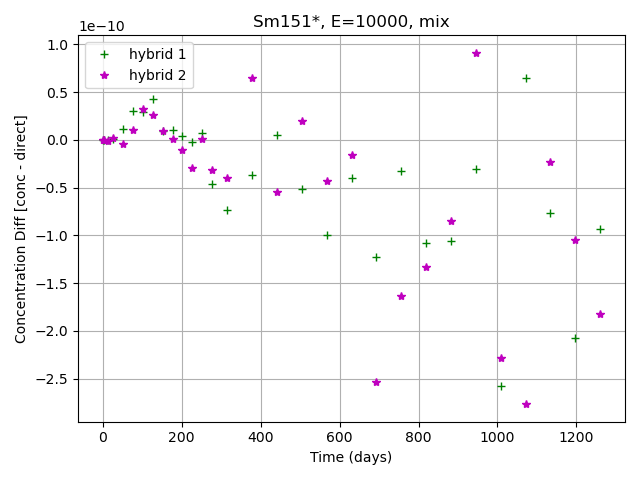 Sm151*, E=10000, mix
1e−10
hybrid 1
hybrid 2
1.0
0.5
0.0
−0.5
−1.0
−1.5
−2.0
−2.5
Concentration Diff [conc - direct]
0 200 400 600 800 1000 1200
Time (days)